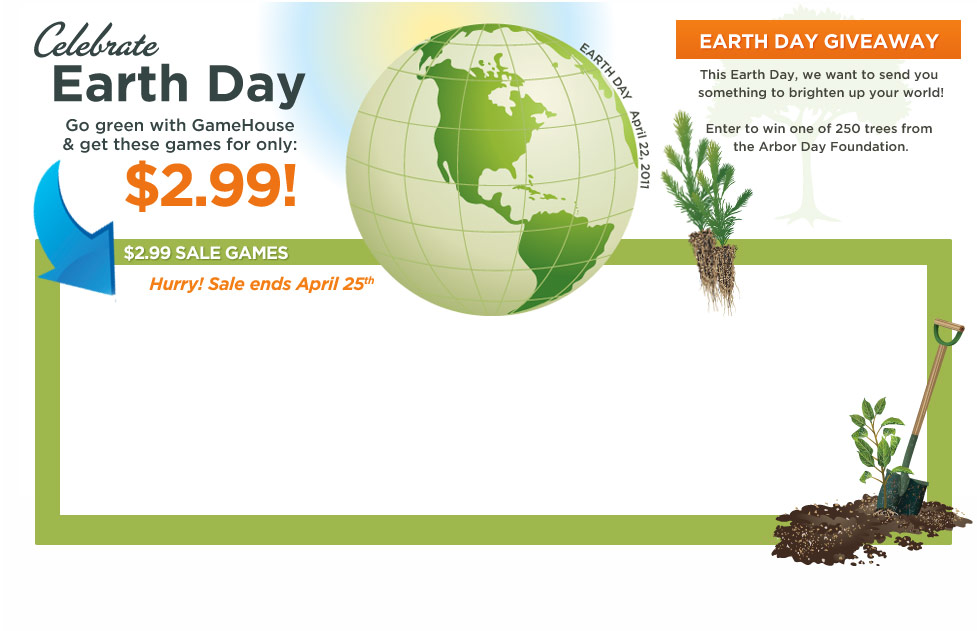 Celebrate
Earth Day
Go green with GameHouse
& get these games for only:
$2.99!
EARTH DAY April 22, 2011
EARTH DAY GIVEAWAY
This Earth Day, we want to send you
something to brighten up your world!
Enter to win one of 250 trees from
the Arbor Day Foundation.
$2.99 SALE GAMES
Hurry! Sale ends April 25th